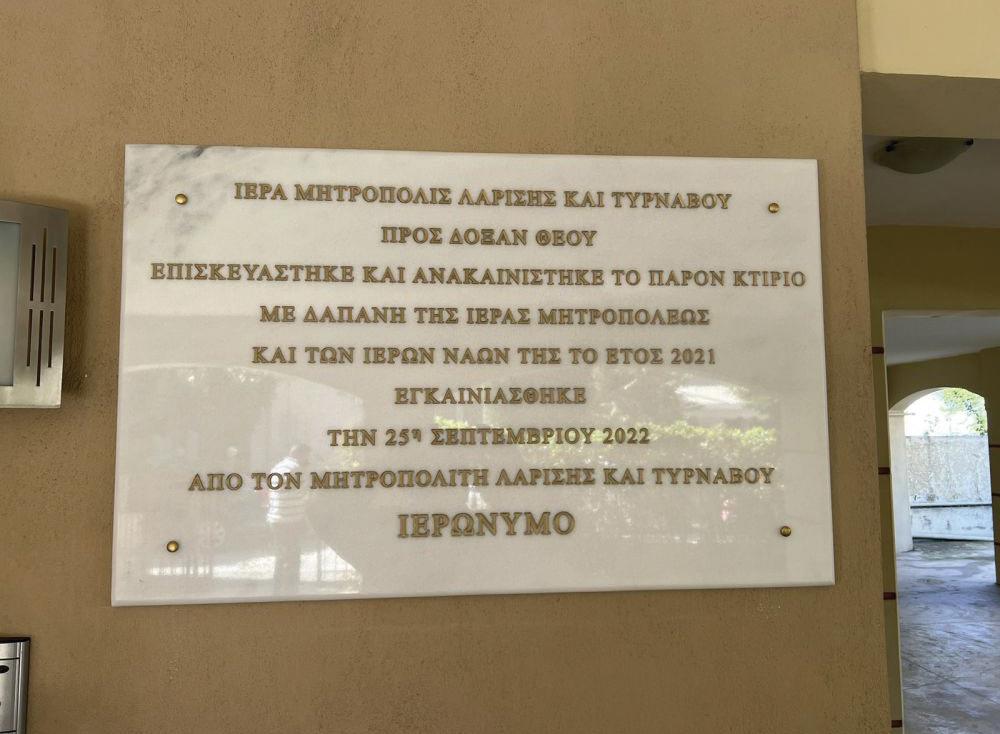 ΙΕΡΑ ΜΗΤΡΟΠΟΛΙΣ ΛΑΡΙΣΗΣ ΚΑΙ ΤΥΡΝΑΒΟΥ
ΠΡΟΣ ΔΟΞΑΝ ΘΕΟΥ
ΕΠΙΣΚΕΥΑΣΤΗΚΕ ΚΑΙ ΑΝΑΚΑΙΝΙΣΤΗΚΕ ΤΟ ΠΑΡΟΝ ΚΤΙΡΙΟ
ΜΕ ΔΑΠΑΝΗ ΤΗΣ ΙΕΡΑΣ ΜΗΤΡΟΠΟΛΕΩΣ
ΚΑΙ ΤΩΝ ΙΕΡΩΝ ΝΑΩΝ ΤΗΣ ΤΟ ΕΤΟΣ 2021
ΕΓΚΑΙΝΙΑΣΘΗΚΕ
ΤΗΝ 25η ΣΕΠΤΕΜΒΡΙΟΥ 2022
ΑΠΟ ΤΟΝ ΜΗΤΡΟΠΟΛΙΤΗ ΛΑΡΙΣΗΣ ΚΑΙ ΤΥΡΝΑΒΟΥ
ΙΕΡΩΝΥΜΟ